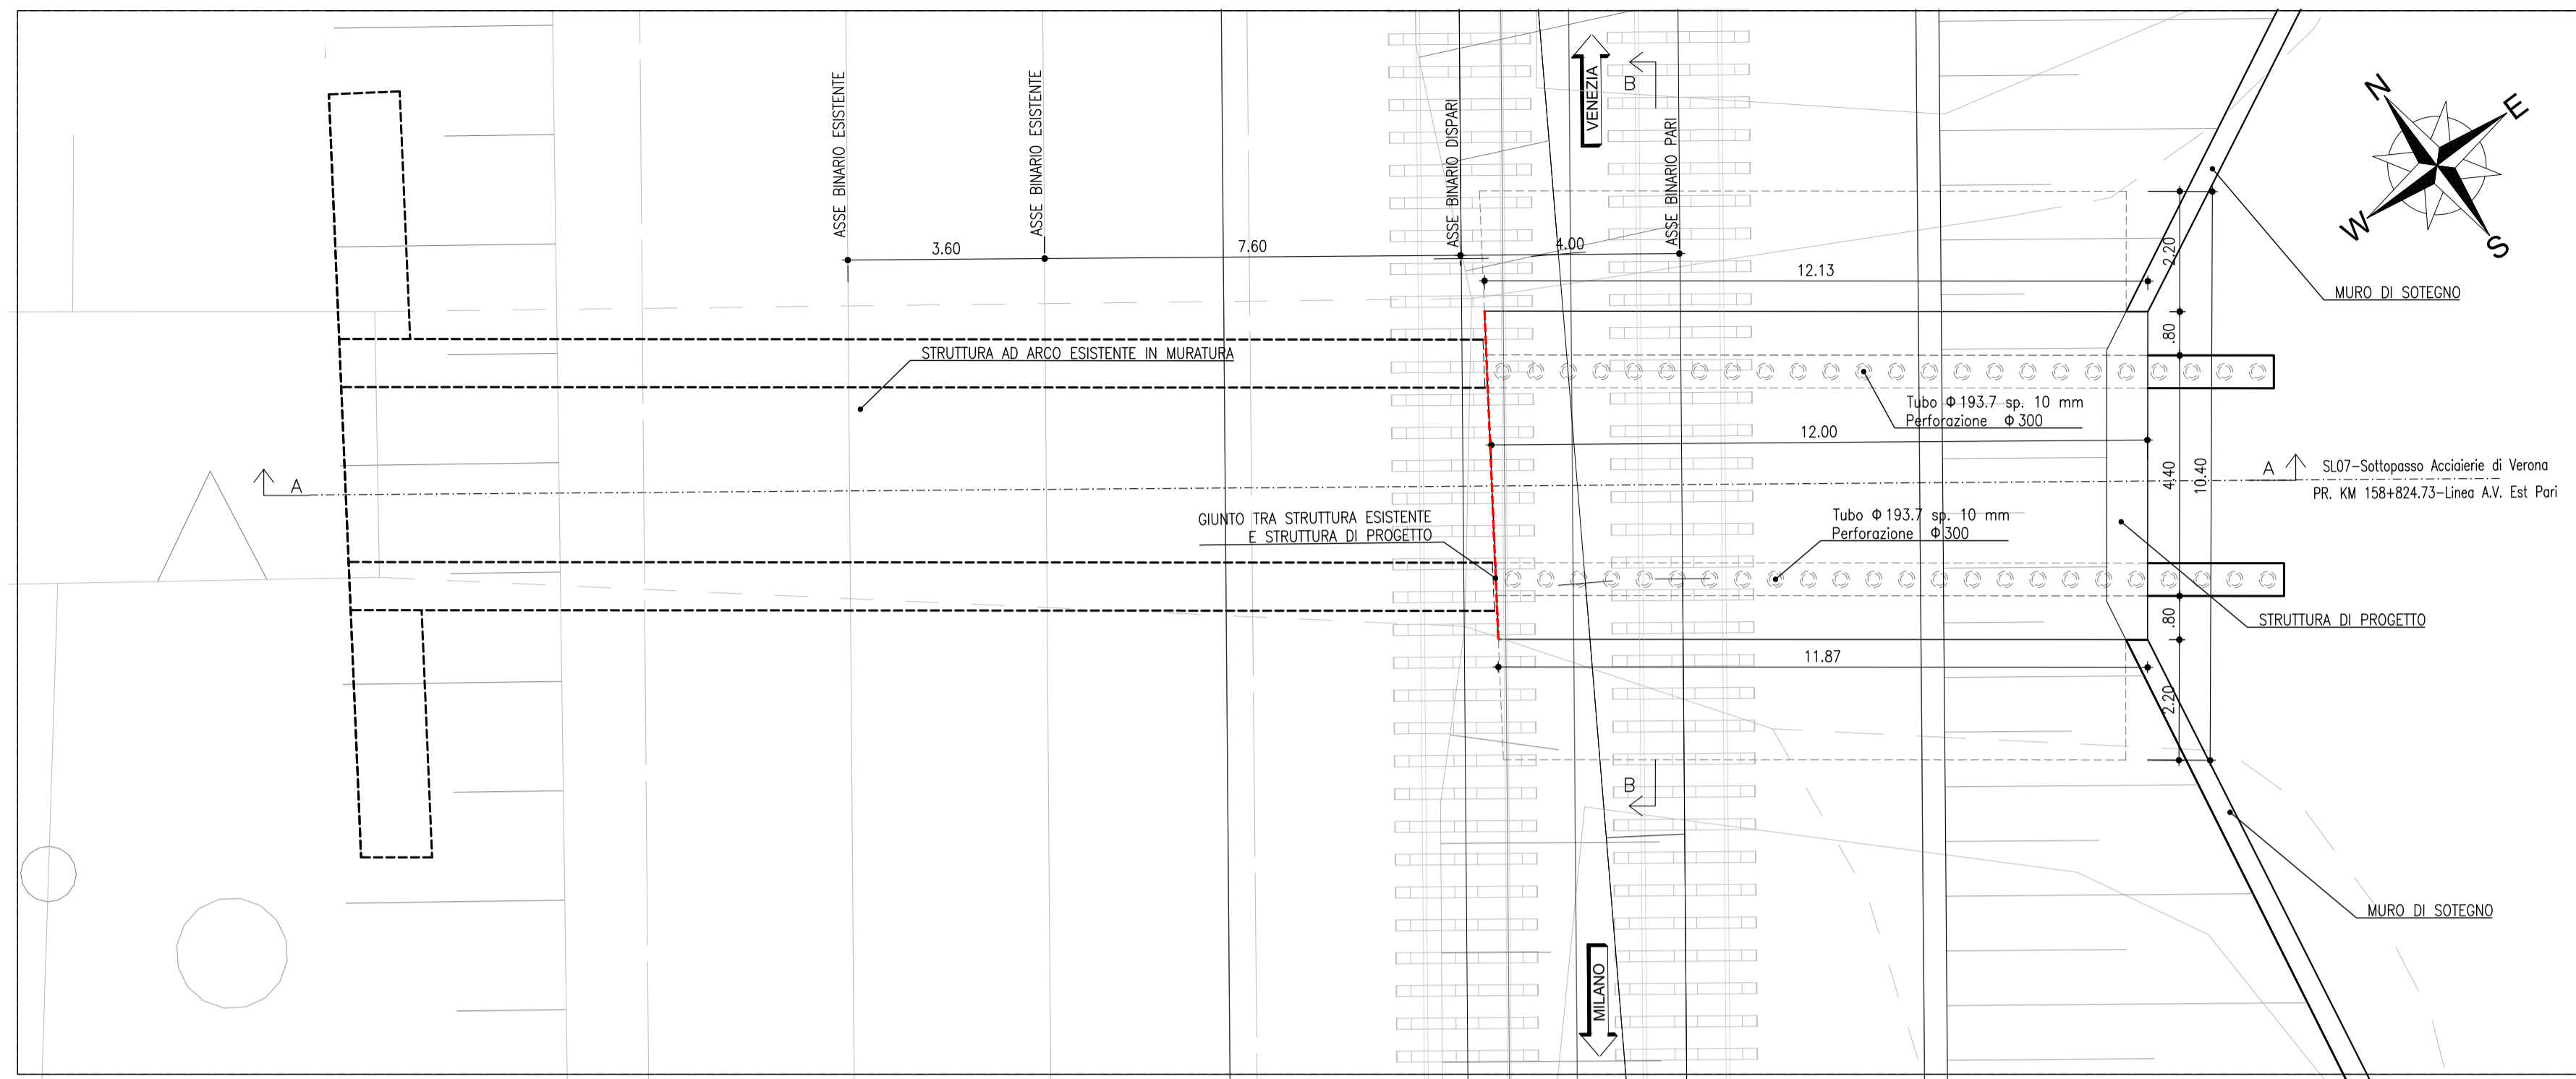 ASSE BINARIO ESISTENTE
ASSE BINARIO ESISTENTE
ASSE BINARIO DISPARI
VENEZIA
B
ASSE BINARIO PARI
N
E
W
S
3.60
7.60
4.00
12.13
2.20
MURO DI SOTEGNO
.80
STRUTTURA AD ARCO ESISTENTE IN MURATURA
Tubo Φ193.7 sp. 10 mm
Perforazione Φ300
12.00
4.40
10.40
A
A
SL07-Sottopasso Acciaierie di Verona
PR. KM 158+824.73-Linea A.V. Est Pari
GIUNTO TRA STRUTTURA ESISTENTE
E STRUTTURA DI PROGETTO
Tubo Φ193.7 sp. 10 mm
Perforazione Φ300
.80
STRUTTURA DI PROGETTO
11.87
2.20
B
MURO DI SOTEGNO
MILANO